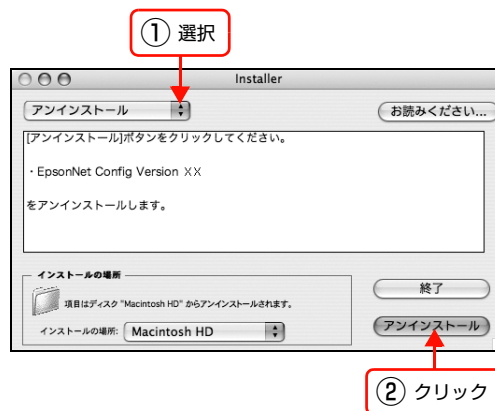 ① 選択
Installer
アンインストール
お読みください...
[アンインストール]ボタンをクリックしてください。
・EpsonNet Config Version XX
をアンインストールします。
インストールの場所
項目はディスク "Macintosh HD" からアンインストールされます。
インストールの場所: Macintosh HD
終了
アンインストール
② クリック